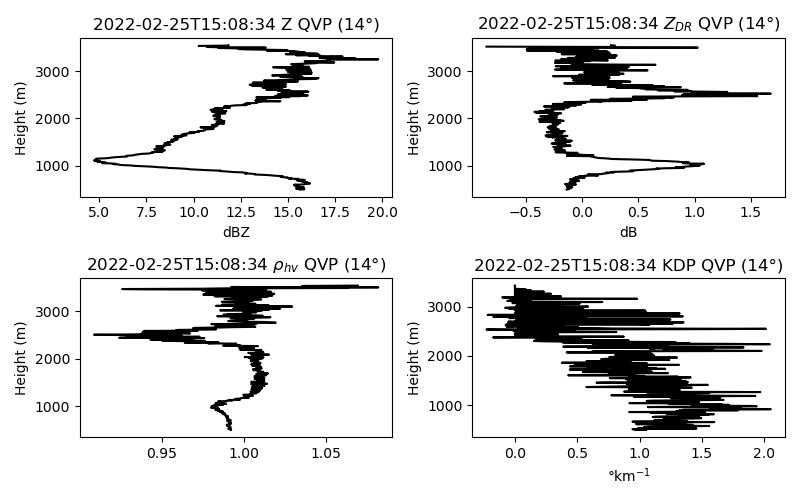 2022-02-25T15:08:34 Z QVP (14°)
Height (m)
3000
2000
1000
5.0 7.5 10.0 12.5 15.0 17.5 20.0
dBZ
2022-02-25T15:08:34 Z_DR QVP (14°)
Height (m)
3000
2000
1000
−0.5 0.0 0.5 1.0 1.5
dB
2022-02-25T15:08:34 ρ_hv QVP (14°)
Height (m)
3000
2000
1000
0.95 1.00 1.05
2022-02-25T15:08:34 KDP QVP (14°)
Height (m)
3000
2000
1000
0.0 0.5 1.0 1.5 2.0
°km⁻¹